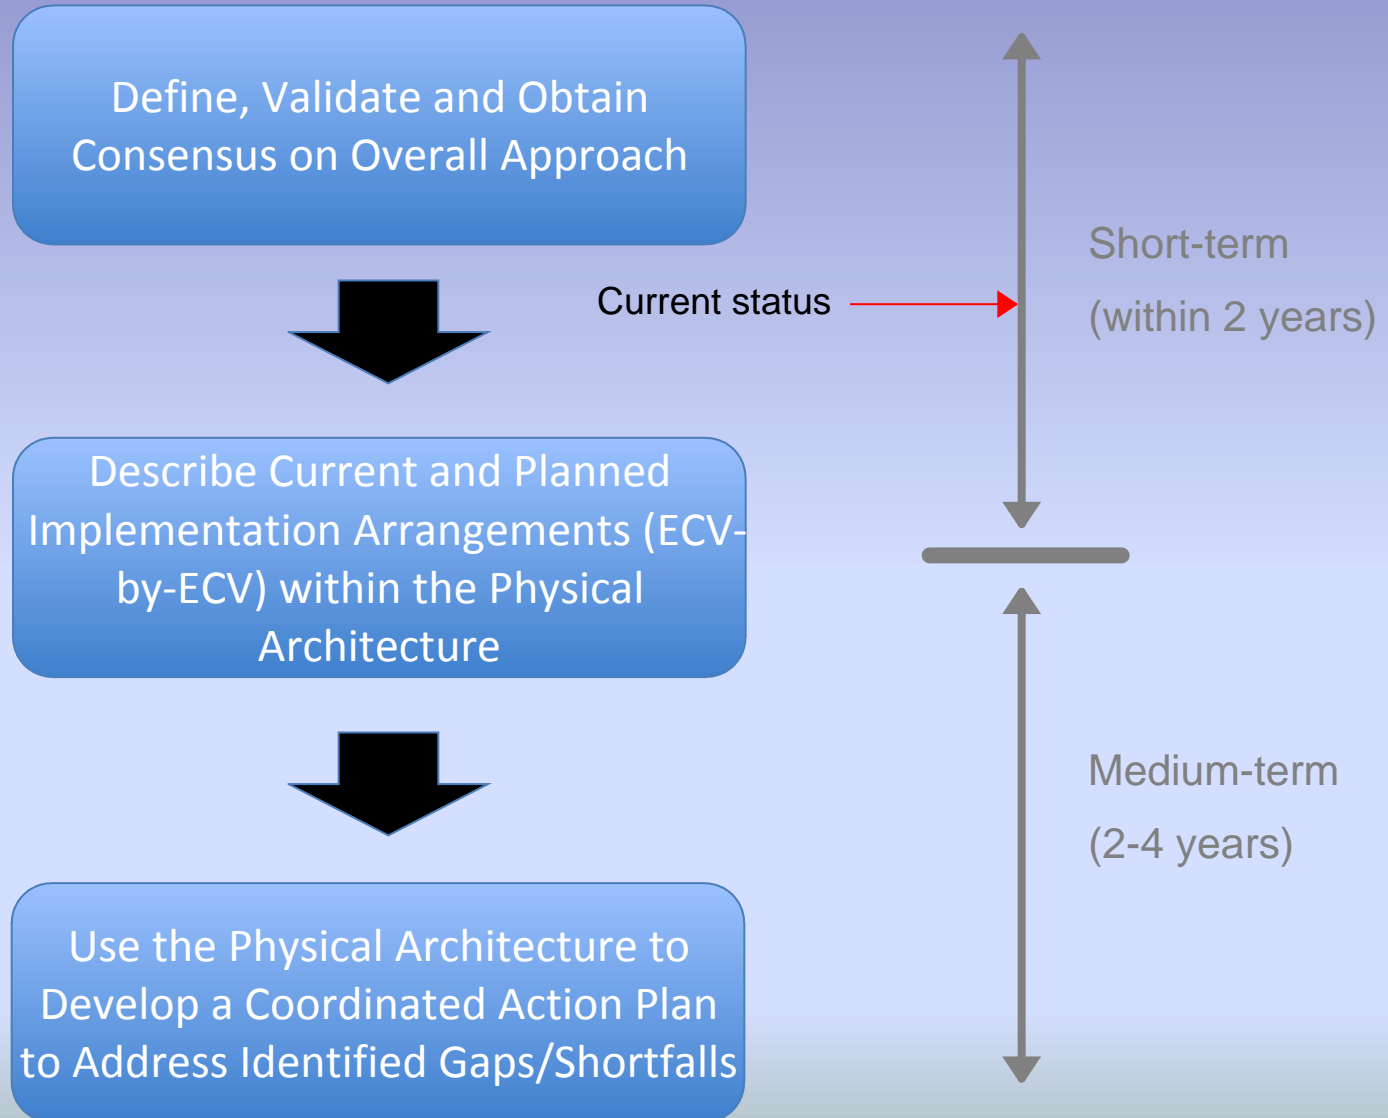 Define, Validate and Obtain
Consensus on Overall Approach
Short-term
Current status
(within 2 years)
Describe Current and Planned
Implementation Arrangements (ECV-
by-ECV) within the Physical
Architecture
Medium-term
(2-4 years)
Use the Physical Architecture to
Develop a Coordinated Action Plan
to Address Identified Gaps/Shortfalls